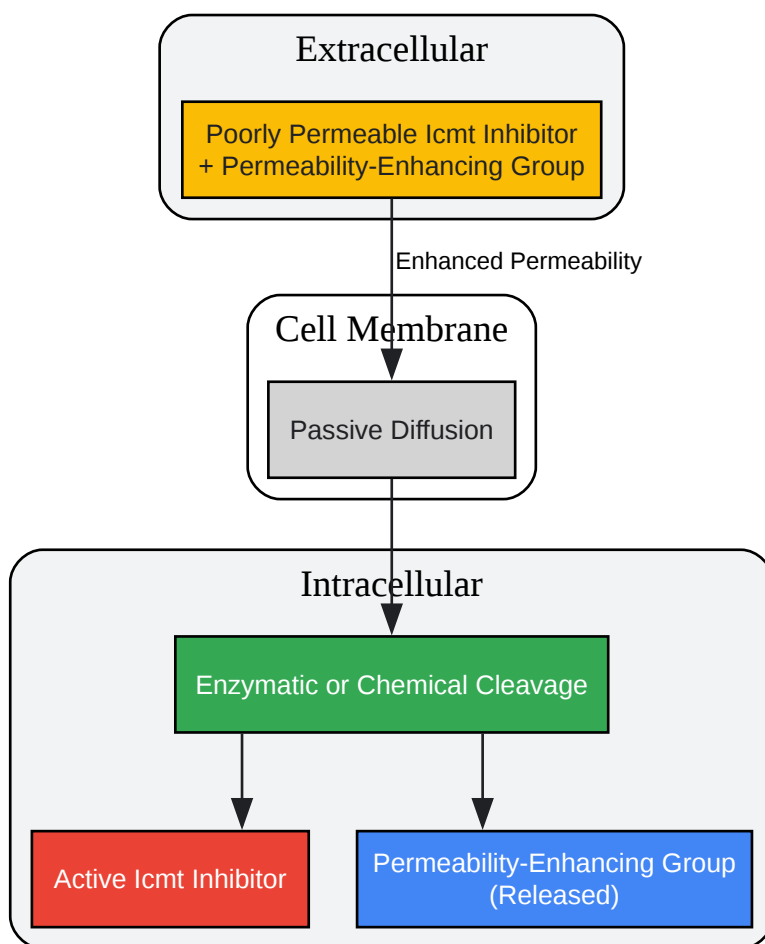 Extracellular
Poorly Permeable Icmt Inhibitor
+ Permeability-Enhancing Group
Enhanced Permeability
Cell Membrane
Passive Diffusion
Intracellular
Enzymatic or Chemical Cleavage
Active Icmt Inhibitor
Permeability-Enhancing Group
(Released)